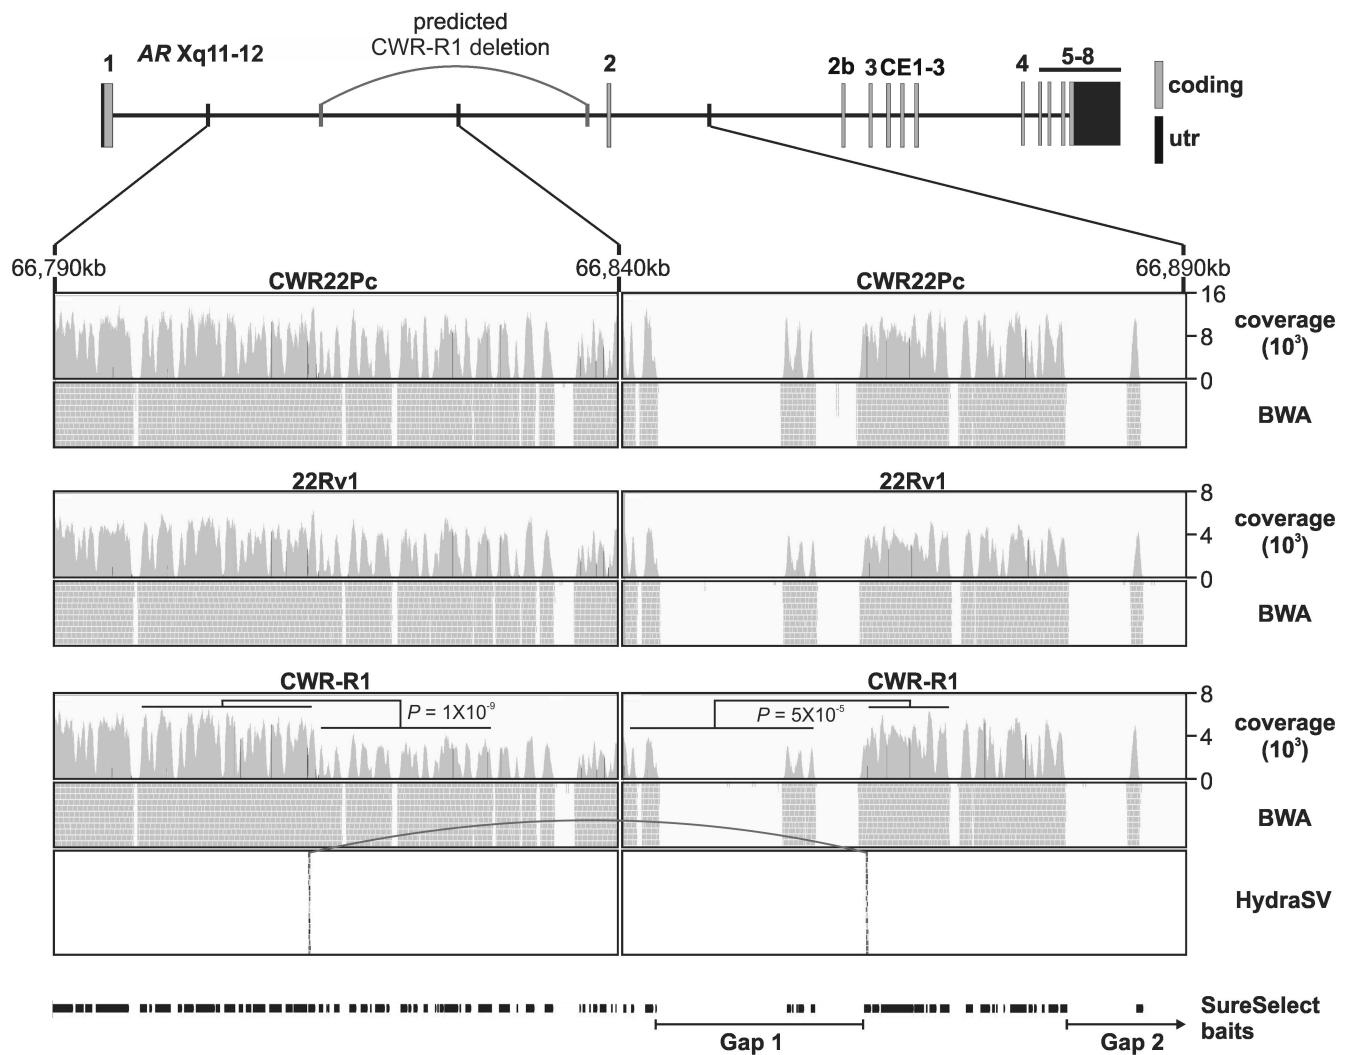 predicted
CWR-R1 deletion
1
AR Xq11-12
2
2b
3
CE1-3
4
5-8
coding
utr
66,790kb
66,840kb
66,890kb
CWR22Pc
CWR22Pc
16
8
0
coverage
(10³)
BWA
22Rv1
22Rv1
8
4
0
coverage
(10³)
BWA
CWR-R1
CWR-R1
P = 1X10⁻⁹
P = 5X10⁻⁵
8
4
0
coverage
(10³)
BWA
HydraSV
SureSelect
baits
Gap 1
Gap 2